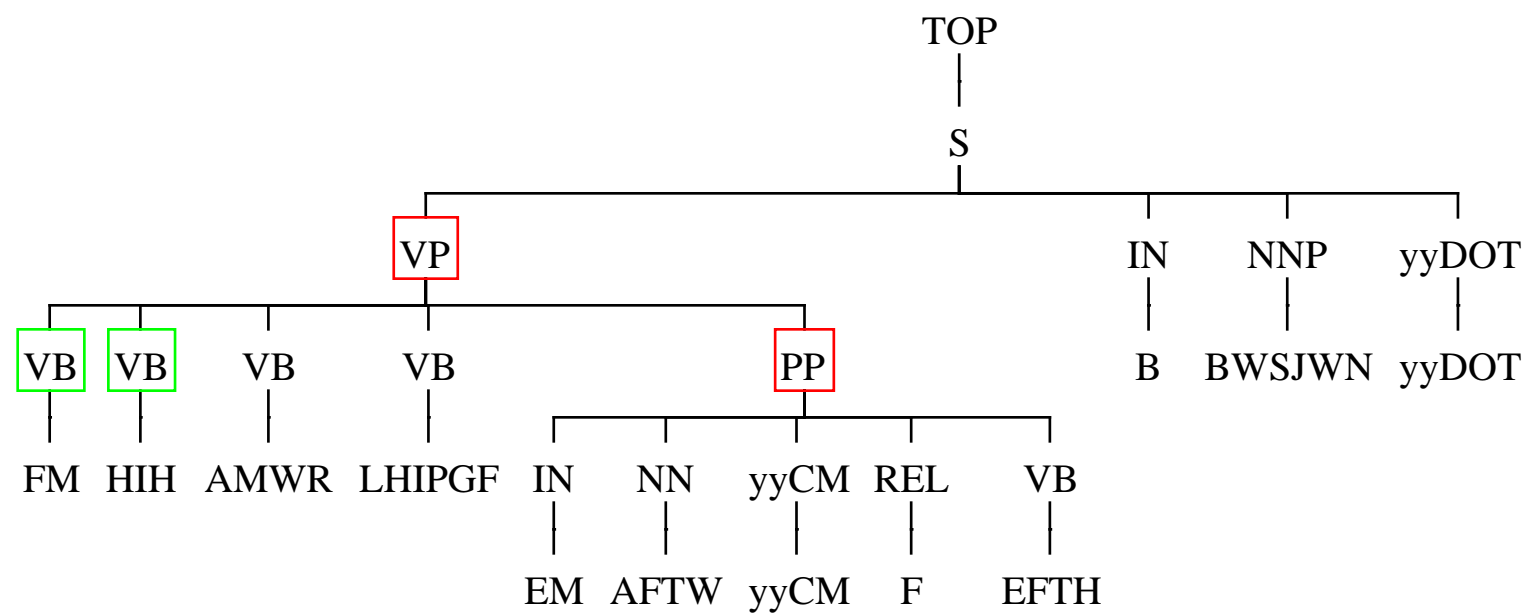 TOP
S
VP IN NNP yyDOT
VB VB VB VB PP B BWSJWN yyDOT
FM HIH AMWR LHIPGF IN NN yyCM REL VB
EM AFTW yyCM F EFTH